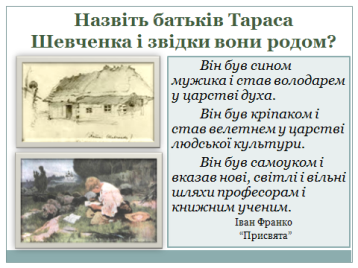 Назвіть батьків Тараса
Шевченка і звідки вони родом?
Він був сином
мужика і став володарем
у царстві духа.
Він був кріпаком і
став велетнем у царстві
людської культури.
Він був самоуком і
вказав нові, світлі і вільні
шляхи професорам і
книжним ученим.
Іван Франко
“Присвята”